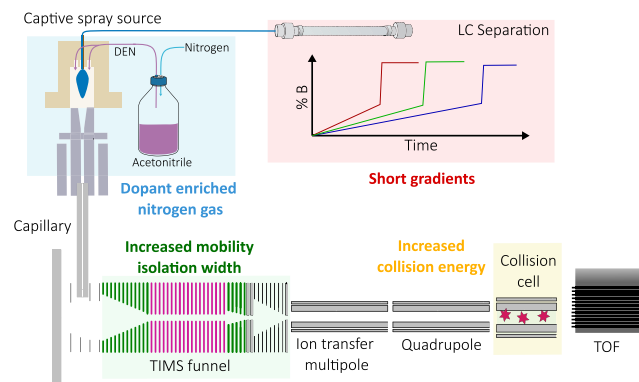 Captive spray source
DEN
Nitrogen
Acetonitrile
Dopant enriched
nitrogen gas
LC Separation
% B
Time
Short gradients
Capillary
Increased mobility
isolation width
Increased
collision energy
Collision
cell
TIMS funnel
Ion transfer
multipole
Quadrupole
TOF